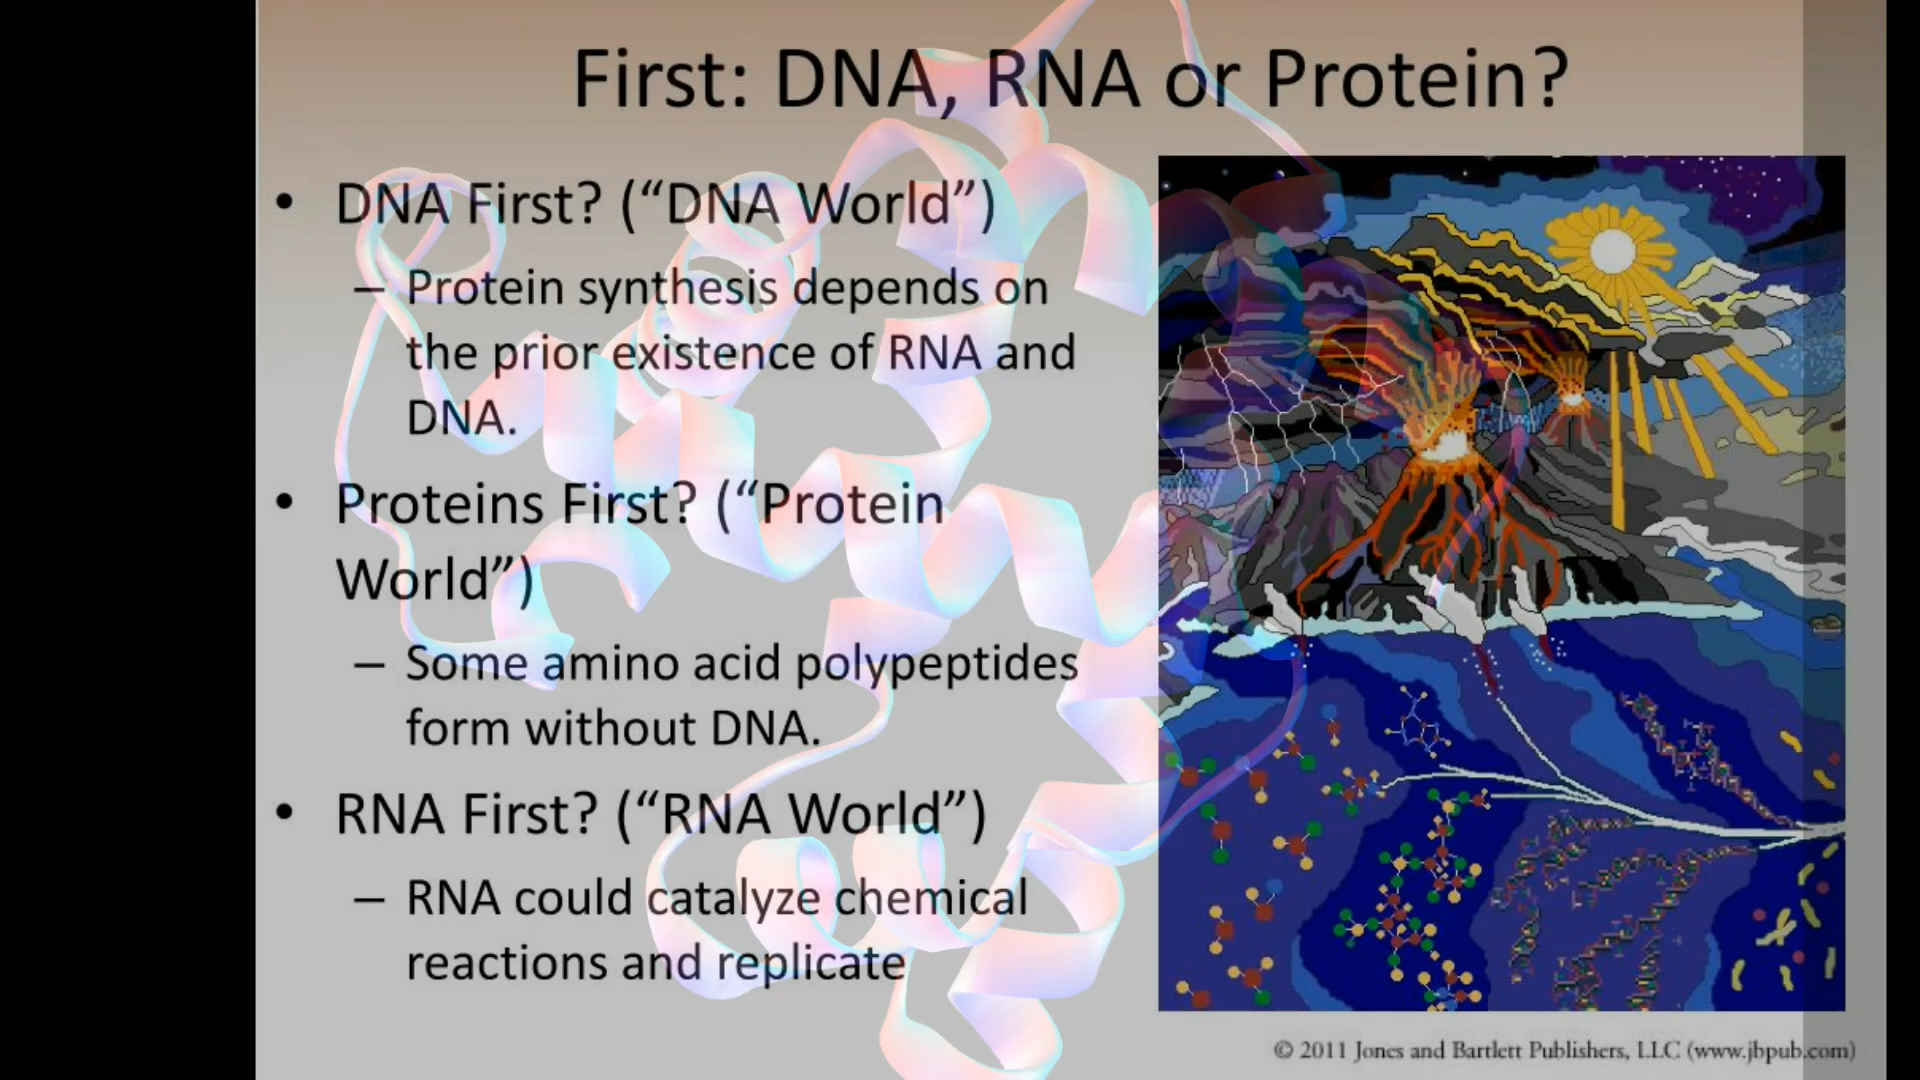 First: DNA, RNA or Protein?
• DNA First? (“DNA World”)
– Protein synthesis depends on
the prior existence of RNA and
DNA.
• Proteins First? (“Protein
World”)
– Some amino acid polypeptides
form without DNA.
• RNA First? (“RNA World”)
– RNA could catalyze chemical
reactions and replicate
© 2011 Jones and Bartlett Publishers, LLC (www.jbpub.com)